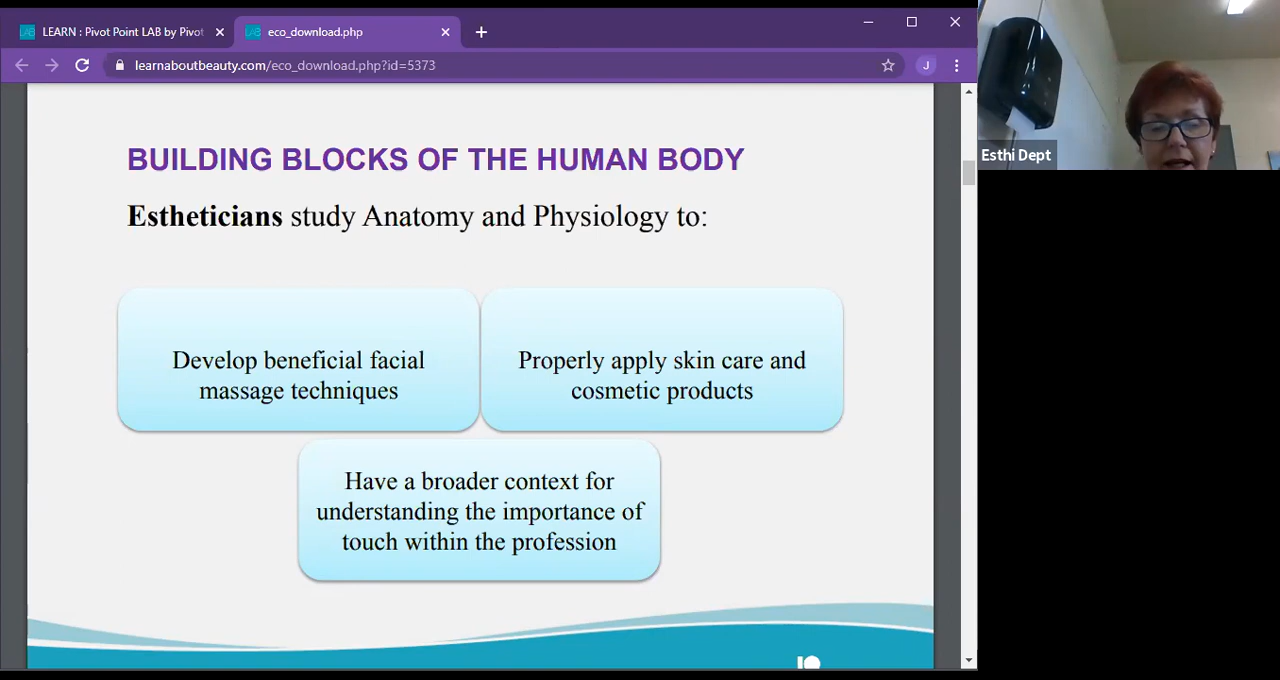 LEARN : Pivot Point LAB by Pivot
eco_download.php
learnaboutbeauty.com/eco_download.php?id=5373
J
Esthi Dept
BUILDING BLOCKS OF THE HUMAN BODY
Estheticians study Anatomy and Physiology to:
Develop beneficial facial
massage techniques
Properly apply skin care and
cosmetic products
Have a broader context for
understanding the importance of
touch within the profession